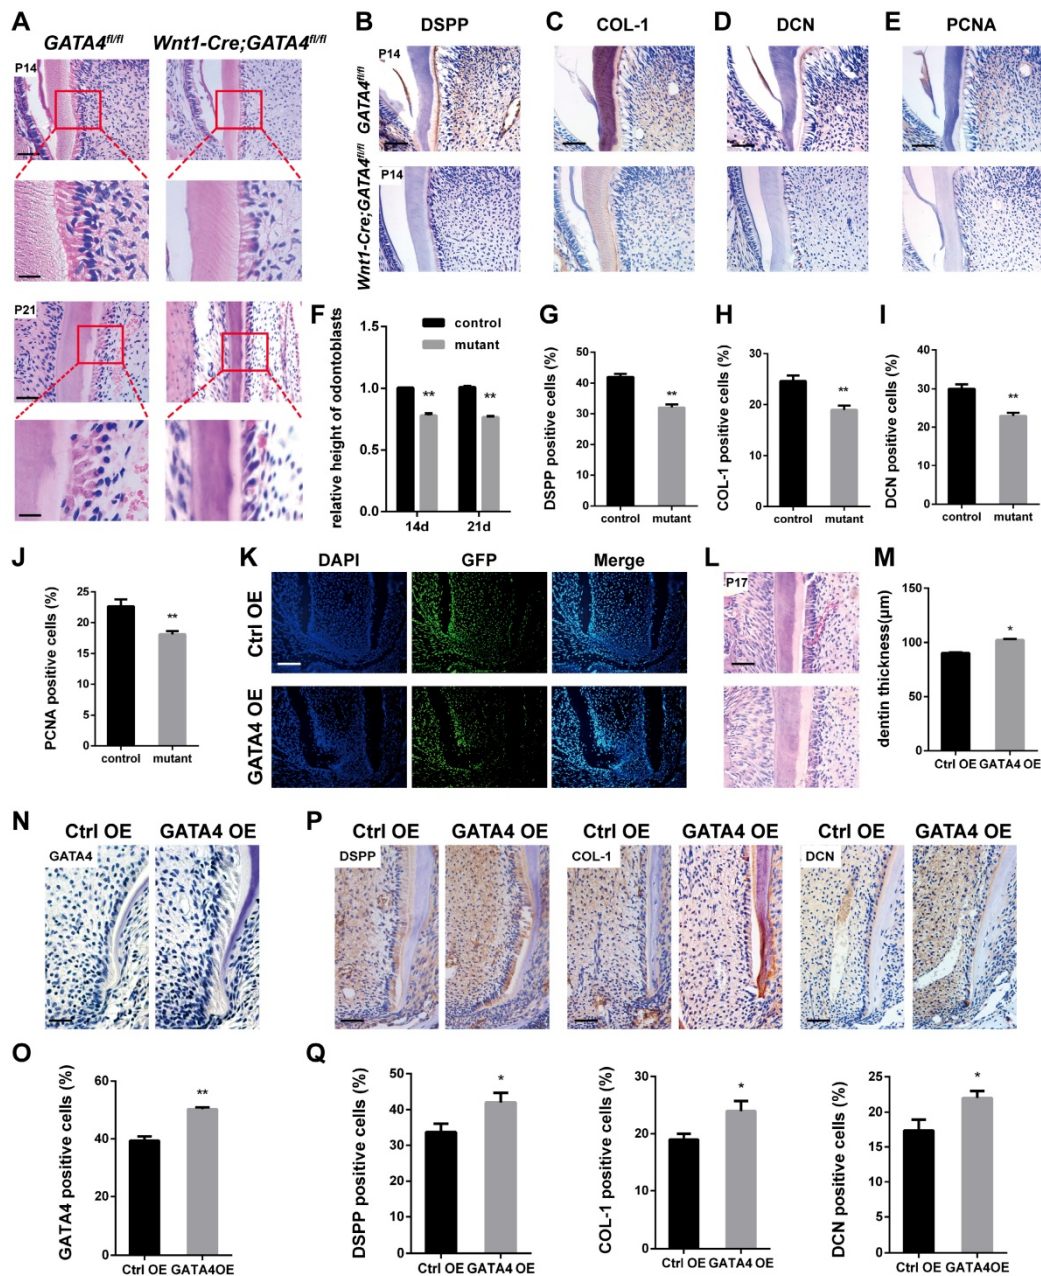 A
GATA4fl/fl
Wnt1-Cre;GATA4fl/fl
P14
P21
B
DSPP
C
COL-1
D
DCN
E
PCNA
GATA4fl/fl
P14
Wnt1-Cre;GATA4fl/fl
P14
F
relative height of odontoblasts
1.5
1.0
0.5
0.0
control
mutant
**
**
14d
21d
G
DSPP positive cells (%)
50
40
30
20
10
0
**
control
mutant
H
COL-1 positive cells (%)
30
20
10
0
**
control
mutant
I
DCN positive cells (%)
40
30
20
10
0
**
control
mutant
J
PCNA positive cells (%)
25
20
15
10
5
0
**
control
mutant
K
DAPI
GFP
Merge
Ctrl OE
GATA4 OE
L
P17
M
dentin thickness(μm)
150
100
50
0
*
Ctrl OE
GATA4 OE
N
Ctrl OE
GATA4 OE
GATA4
P
Ctrl OE
GATA4 OE
Ctrl OE
GATA4 OE
Ctrl OE
GATA4 OE
DSPP
COL-1
DCN
O
GATA4 positive cells (%)
60
40
20
0
**
Ctrl OE
GATA4OE
Q
DSPP positive cells (%)
50
40
30
20
10
0
*
Ctrl OE
GATA4 OE
COL-1 positive cells (%)
30
20
10
0
*
Ctrl OE
GATA4 OE
DCN positive cells (%)
25
20
15
10
5
0
*
Ctrl OE
GATA4OE